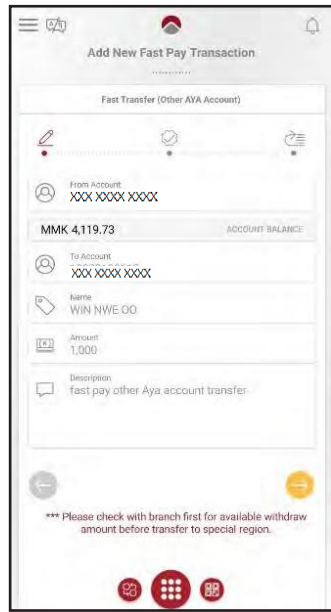 Add New Fast Pay Transaction
Fast Transfer (Other AYA Account)
From Account
XXX XXXX XXXX
MMK 4,119.73 ACCOUNT BALANCE
To Account
XXX XXXX XXXX
Name
WIN NWE OO
Amount
1,000
Description
fast pay other Aya account transfer
*** Please check with branch first for available withdraw
amount before transfer to special region.